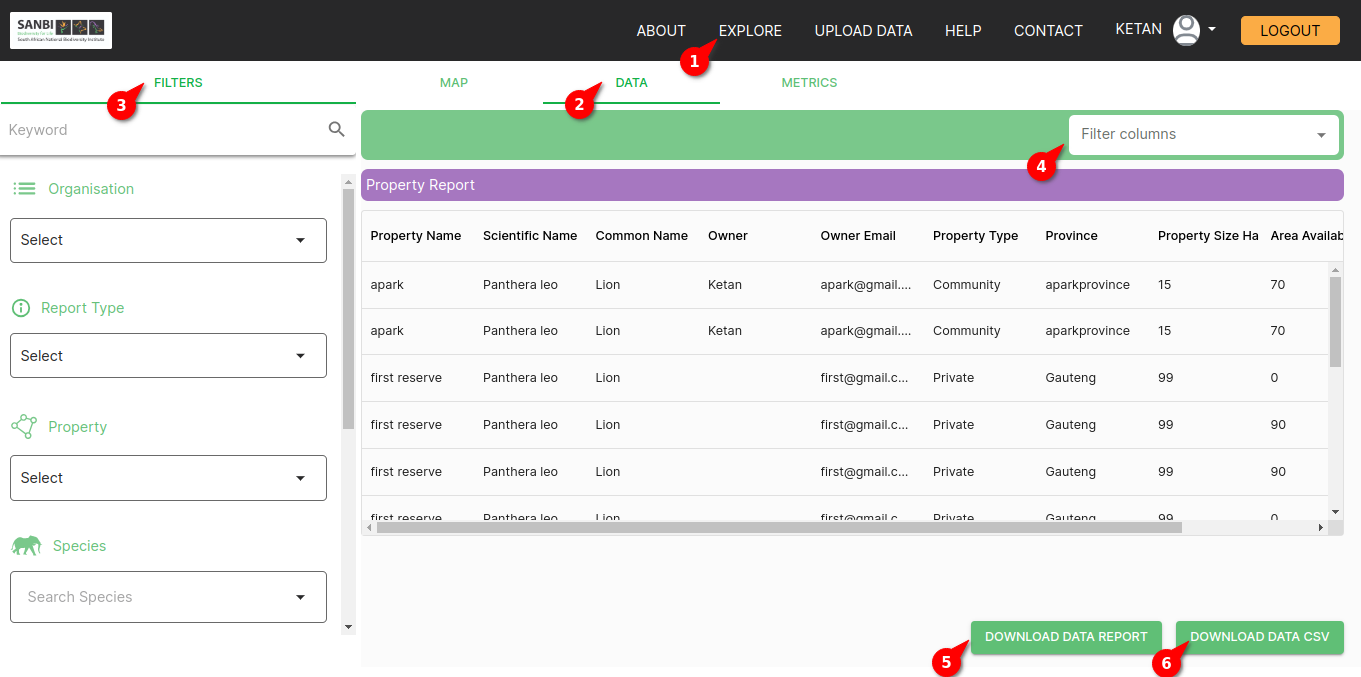 SANBI
Biodiversity for Life
South African National Biodiversity Institute
ABOUT EXPLORE UPLOAD DATA HELP CONTACT KETAN LOGOUT
1
FILTERS MAP DATA METRICS
3 2
Keyword
Filter columns
4
Organisation
Select
Report Type
Select
Property
Select
Species
Search Species
Property Report
Property Name Scientific Name Common Name Owner Owner Email Property Type Province Property Size Ha Area Availab
apark Panthera leo Lion Ketan apark@gmail.... Community aparkprovince 15 70
apark Panthera leo Lion Ketan apark@gmail.... Community aparkprovince 15 70
first reserve Panthera leo Lion first@gmail.c... Private Gauteng 99 0
first reserve Panthera leo Lion first@gmail.c... Private Gauteng 99 90
first reserve Panthera leo Lion first@gmail.c... Private Gauteng 99 90
first reserve Panthera leo Lion first@gmail.c... Private Gauteng 99 0
DOWNLOAD DATA REPORT DOWNLOAD DATA CSV
5 6